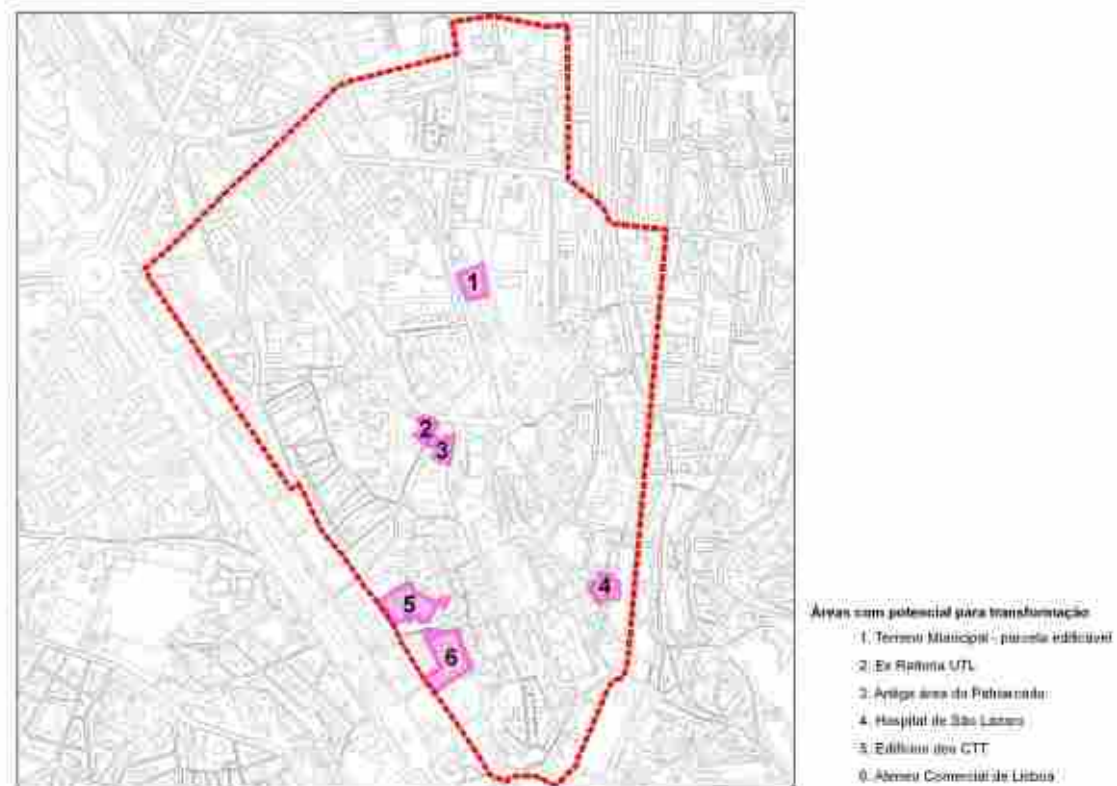 1
2
3
4
5
6
Áreas com potencial para transformação
1. Terreno Municipal - parcela edificável
2. Ex Reitoria UTL
3. Antiga área do Patriarcado
4. Hospital de São Lázaro
5. Edifícios dos CTT
6. Ateneu Comercial de Lisboa